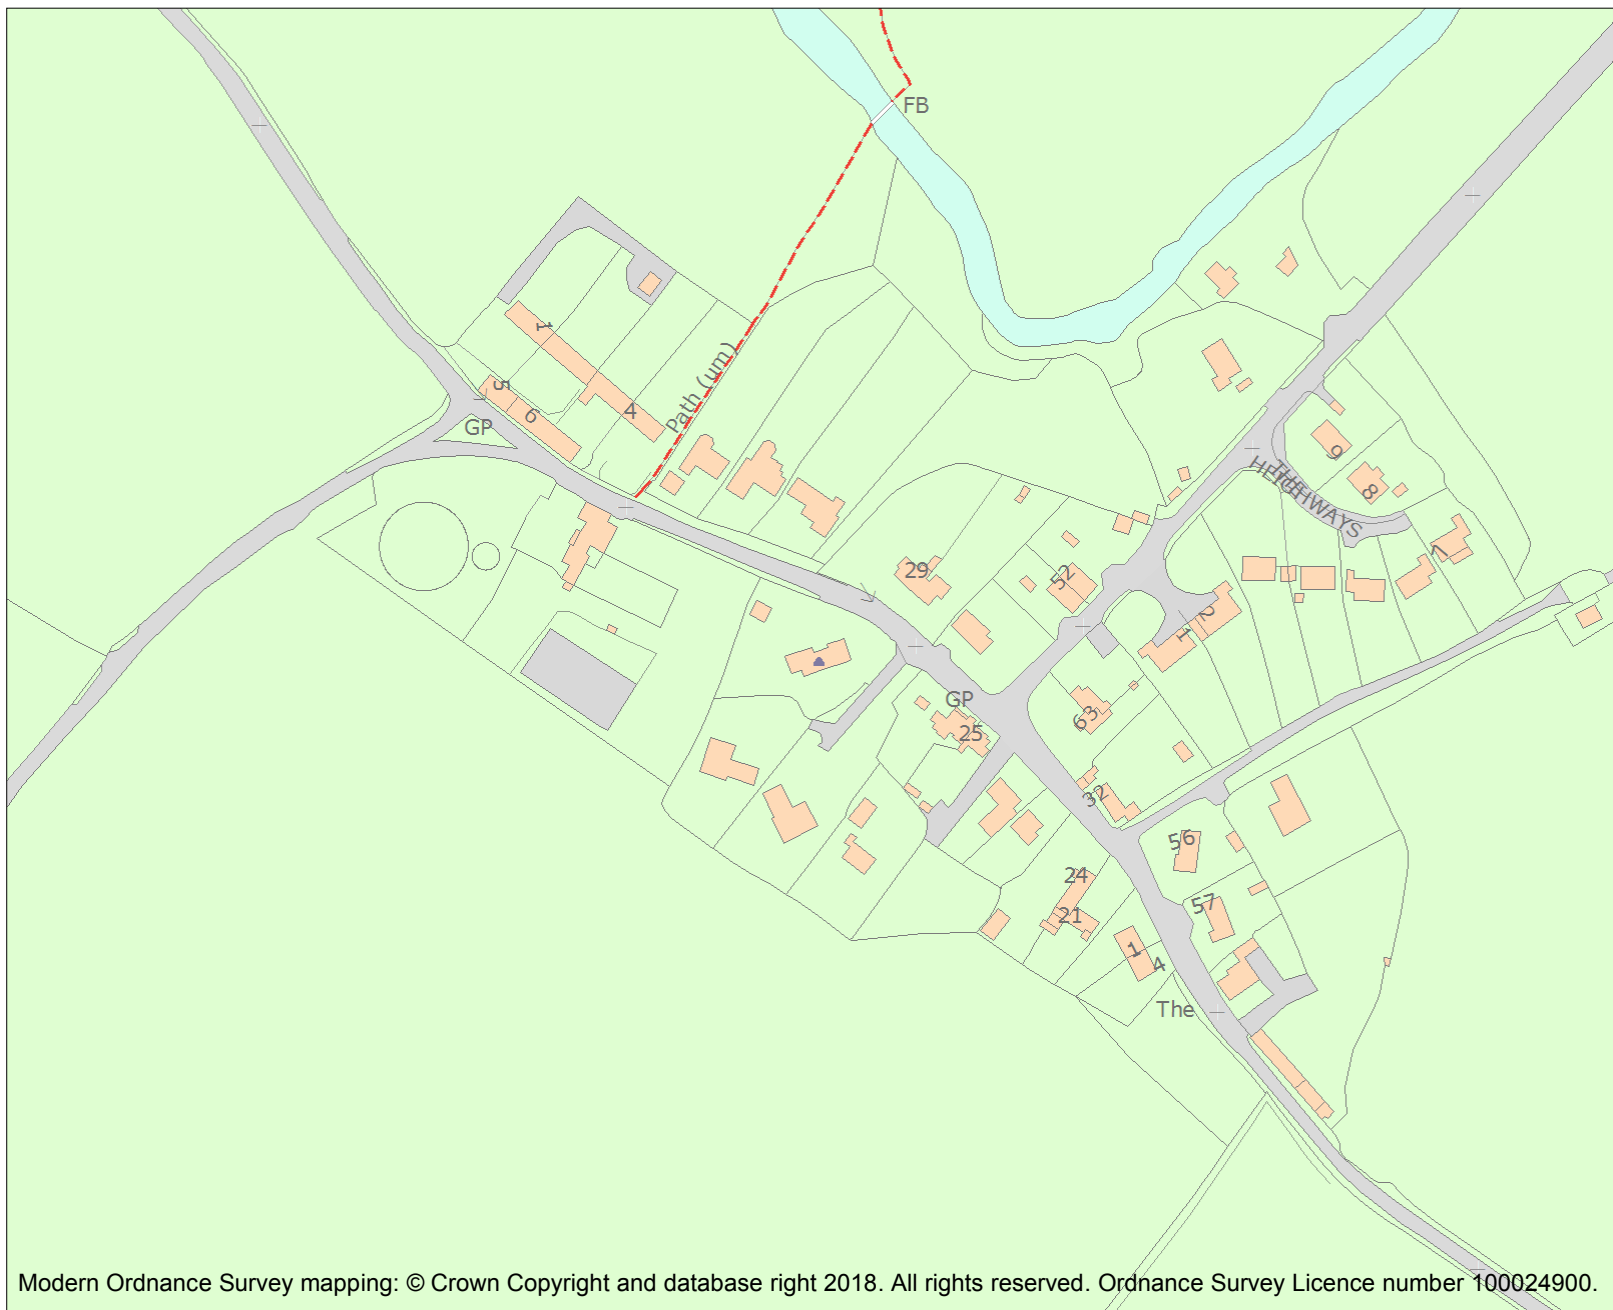 FB
1
Path (um)
5
6
4
GP
9
8
The
HEIGHWAYS
7
29
52
2
1
GP
25
63
32
56
24
57
21
1
4
The
Modern Ordnance Survey mapping: © Crown Copyright and database right 2018. All rights reserved. Ordnance Survey Licence number 100024900.